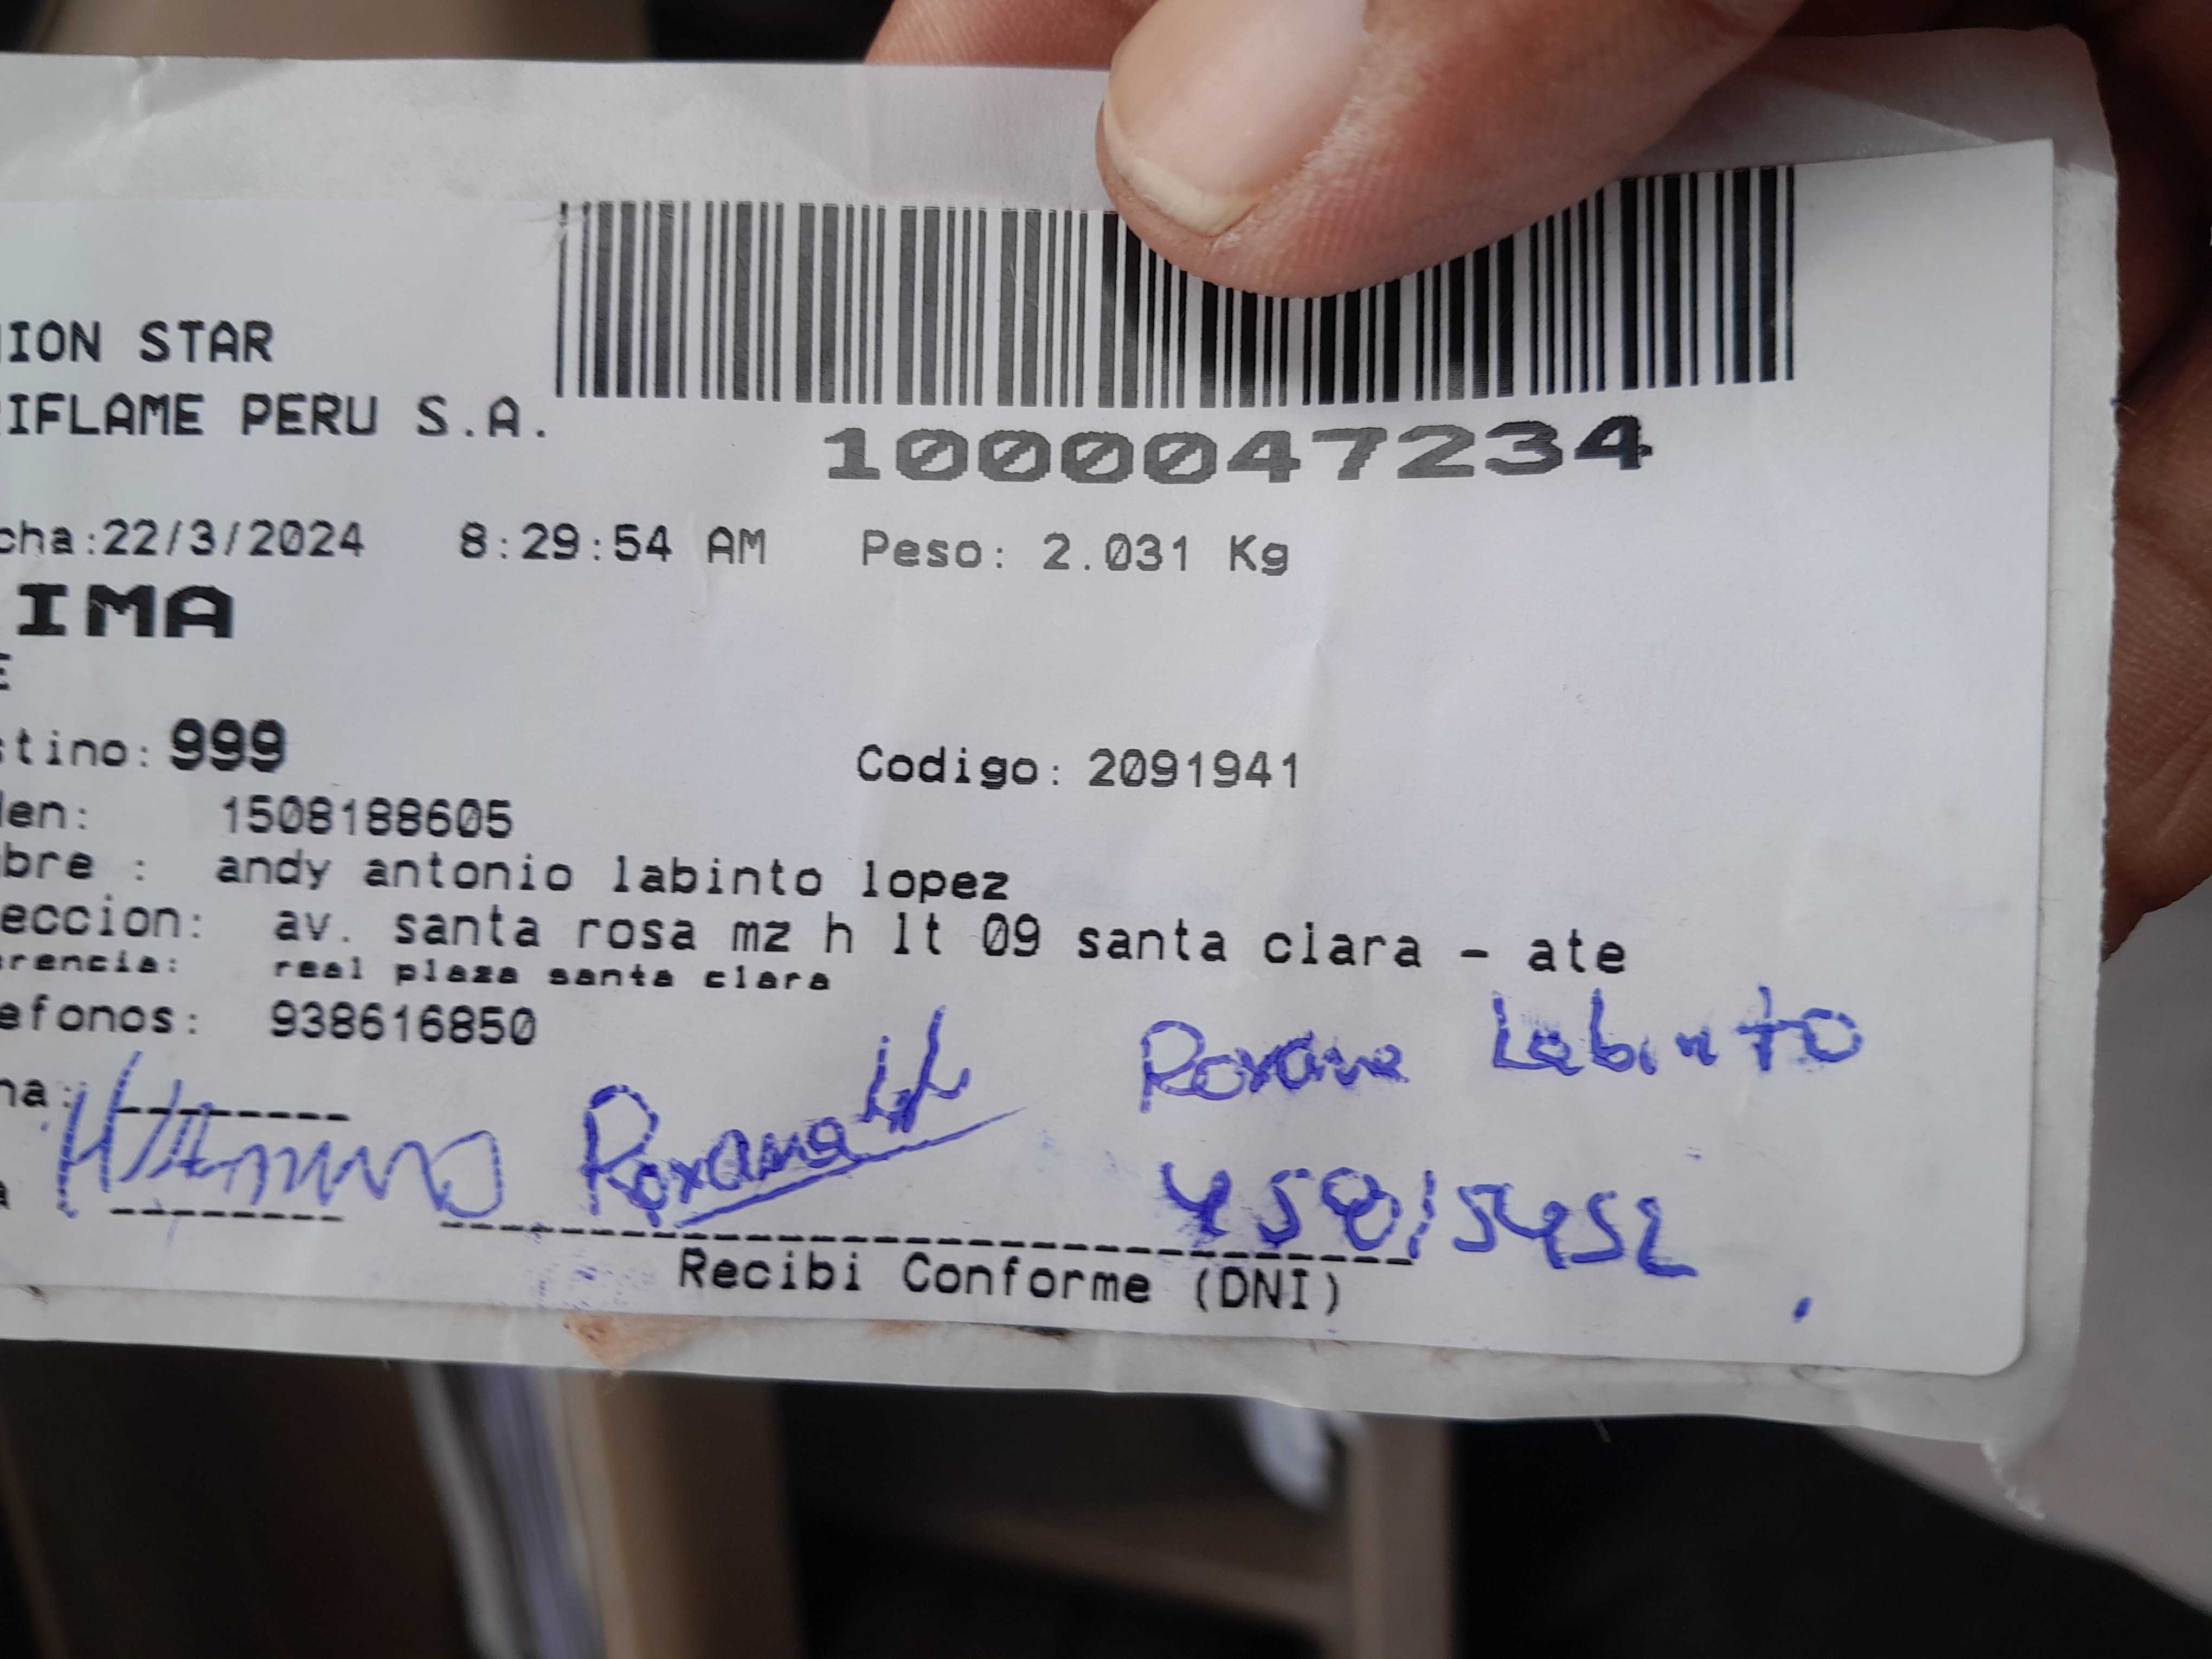 ION STAR
IFLAME PERU S.A.
1000047234
cha:22/3/2024 8:29:54 AM Peso: 2.031 Kg
IMA
E
tino: 999 Codigo: 2091941
en: 1508188605
bre : andy antonio labinto lopez
eccion: av. santa rosa mz h lt 09 santa clara - ate
rencia: real plaza santa clara
efonos: 938616850
Roxana Labinto
na:
Roxana
45815452
Recibi Conforme (DNI)